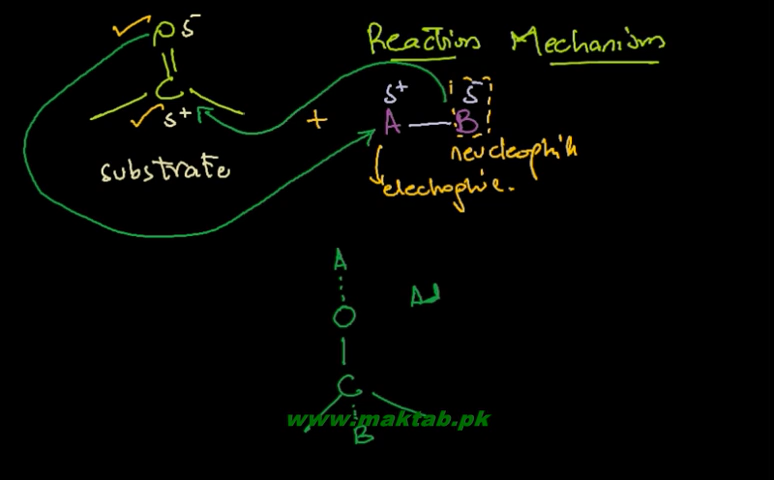 O δ-
Reaction Mechanism
C
δ+
δ+ δ-
+ A — B
neucleophile
substrate
electrophile.
A
Ad
O
C
www.maktab.pk
B